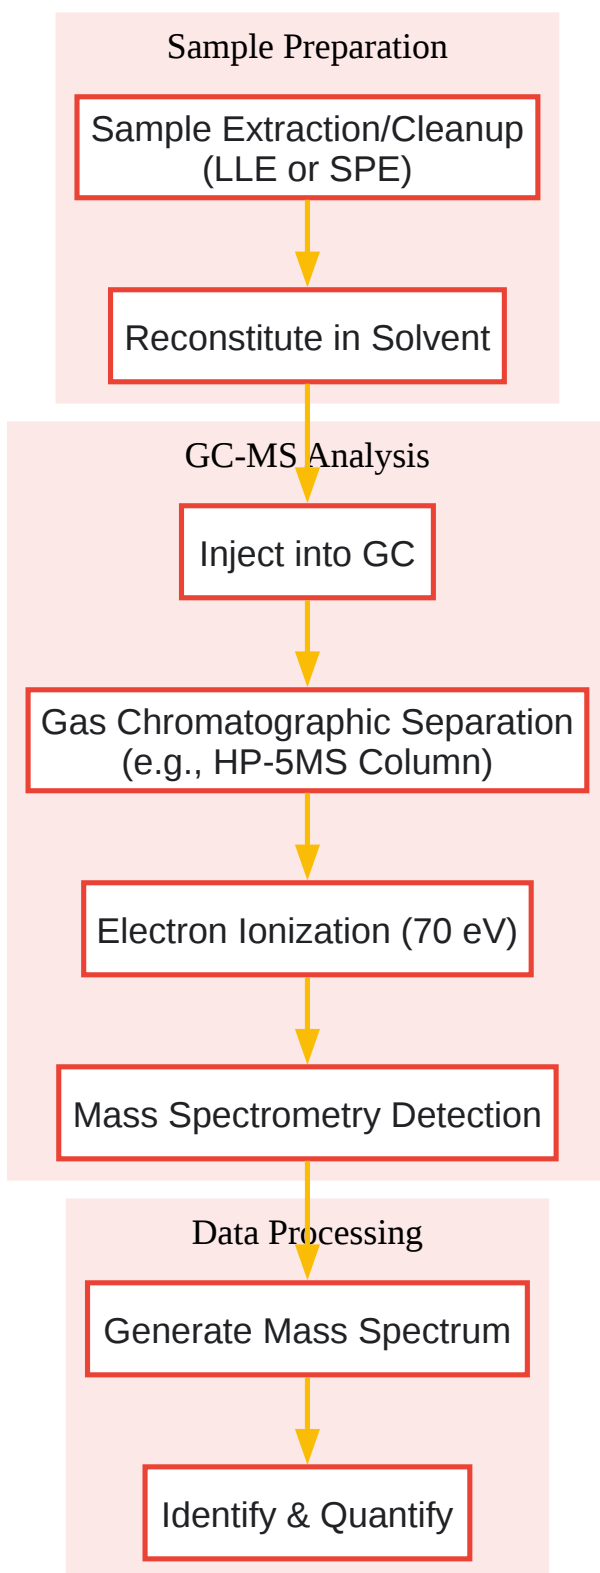 Sample Preparation
Sample Extraction/Cleanup
(LLE or SPE)
Reconstitute in Solvent
GC-MS Analysis
Inject into GC
Gas Chromatographic Separation
(e.g., HP-5MS Column)
Electron Ionization (70 eV)
Mass Spectrometry Detection
Data Processing
Generate Mass Spectrum
Identify & Quantify